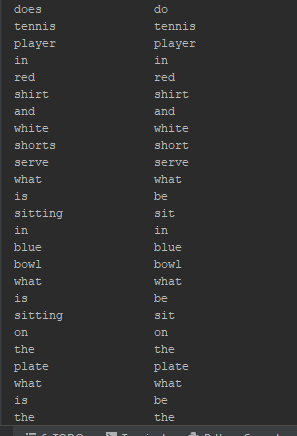 does do
tennis tennis
player player
in in
red red
shirt shirt
and and
white white
shorts short
serve serve
what what
is be
sitting sit
in in
blue blue
bowl bowl
what what
is be
sitting sit
on on
the the
plate plate
what what
is be
the the